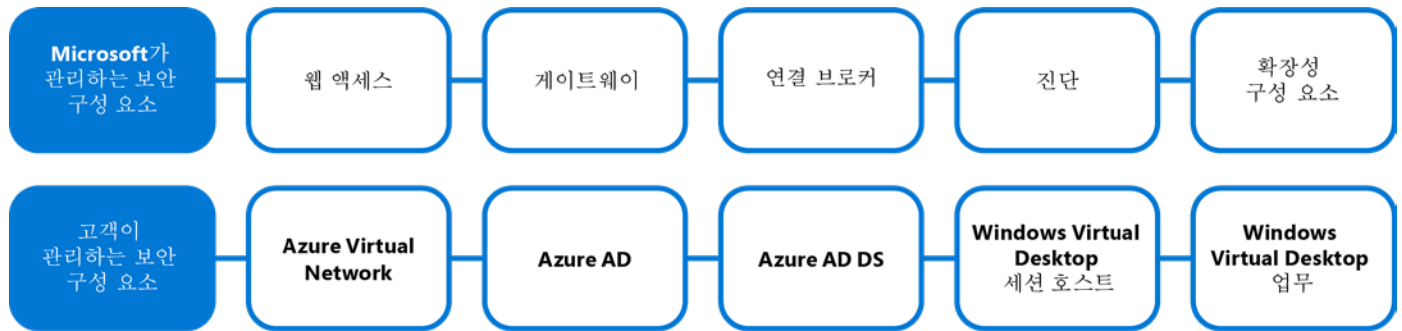 Microsoft가
관리하는 보안
구성 요소
웹 액세스
게이트웨이
연결 브로커
진단
확장성
구성 요소
고객이
관리하는 보안
구성 요소
Azure Virtual
Network
Azure AD
Azure AD DS
Windows Virtual
Desktop
세션 호스트
Windows
Virtual Desktop
업무